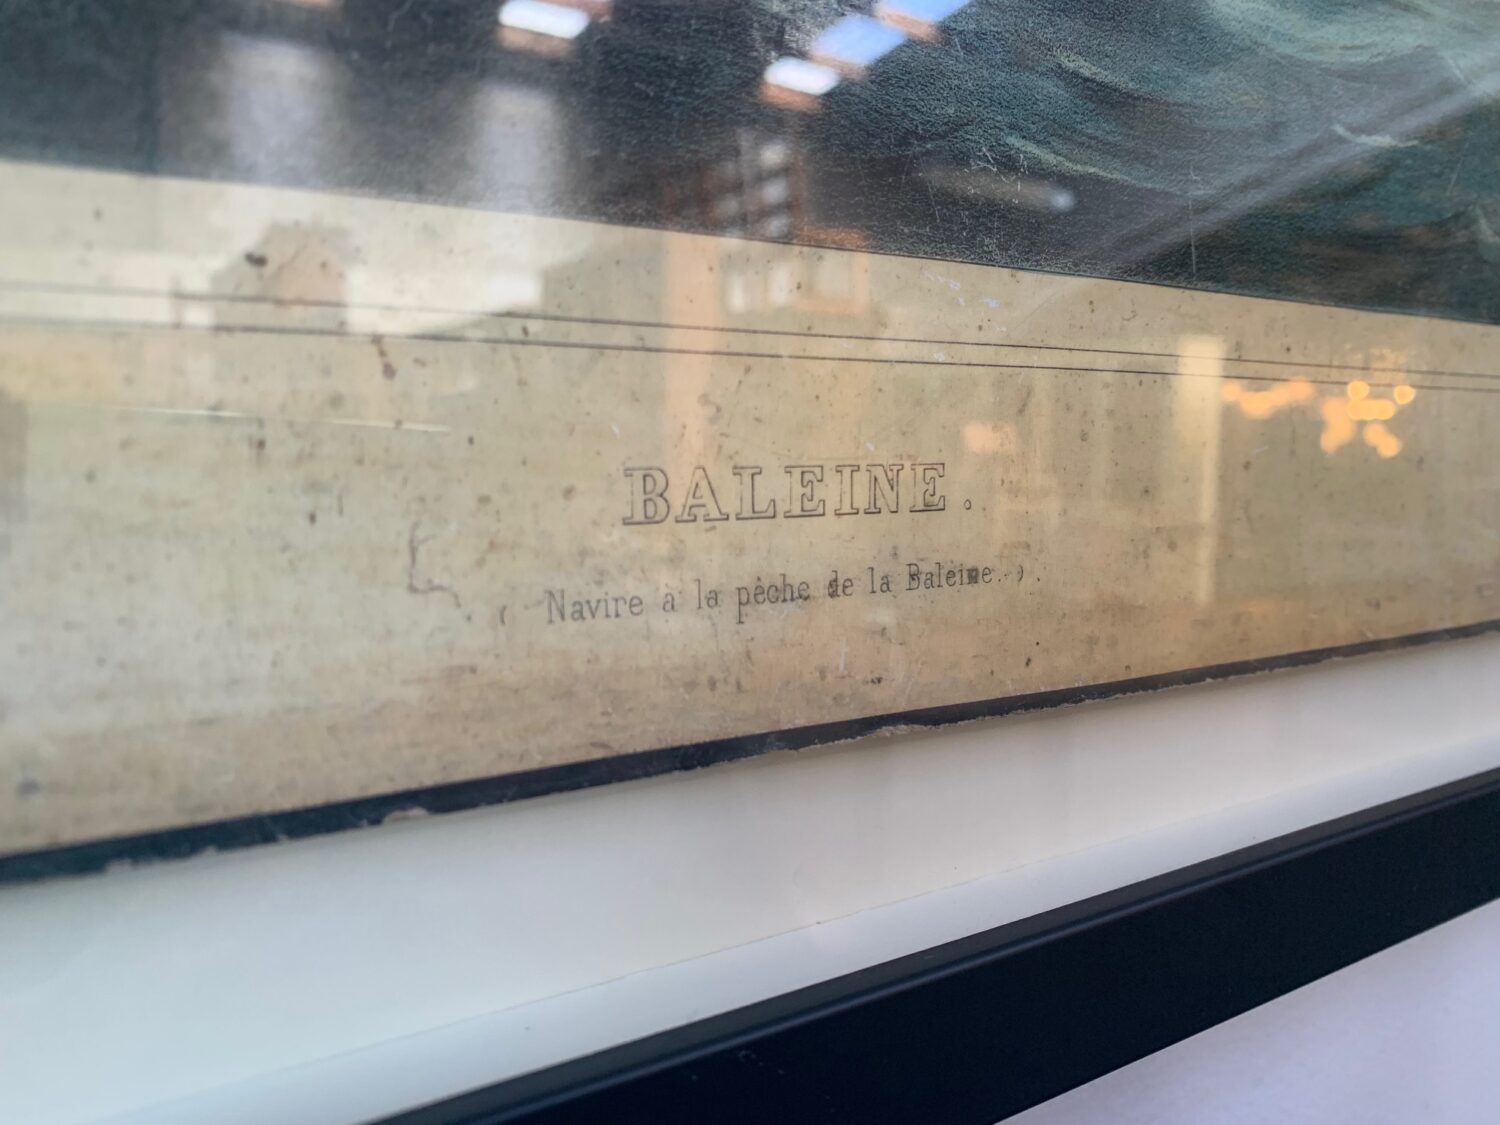 BALEINE.
( Navire à la pêche de la Baleine. ).